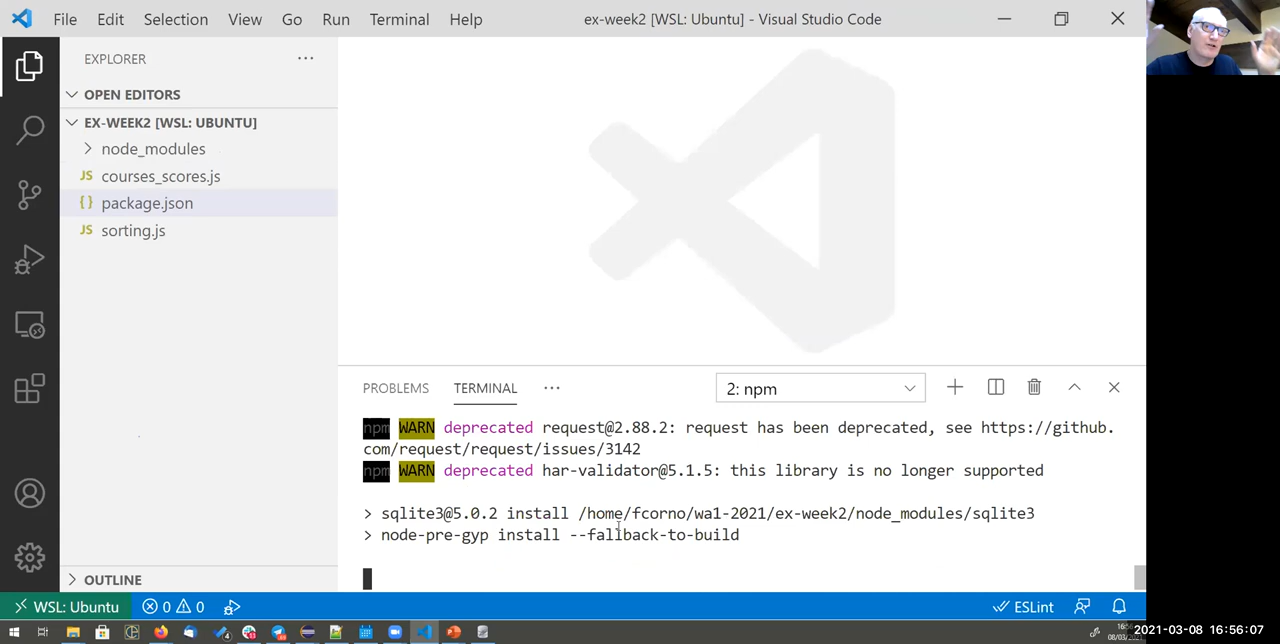 File Edit Selection View Go Run Terminal Help
ex-week2 [WSL: Ubuntu] - Visual Studio Code
EXPLORER
OPEN EDITORS
EX-WEEK2 [WSL: UBUNTU]
node_modules
JS courses_scores.js
{} package.json
JS sorting.js
OUTLINE
PROBLEMS TERMINAL ···
2: npm
npm WARN deprecated request@2.88.2: request has been deprecated, see https://github.
com/request/request/issues/3142
npm WARN deprecated har-validator@5.1.5: this library is no longer supported
> sqlite3@5.0.2 install /home/fcorno/wa1-2021/ex-week2/node_modules/sqlite3
> node-pre-gyp install --fallback-to-build
WSL: Ubuntu 0 0
ESLint
2021-03-08 16:56:07